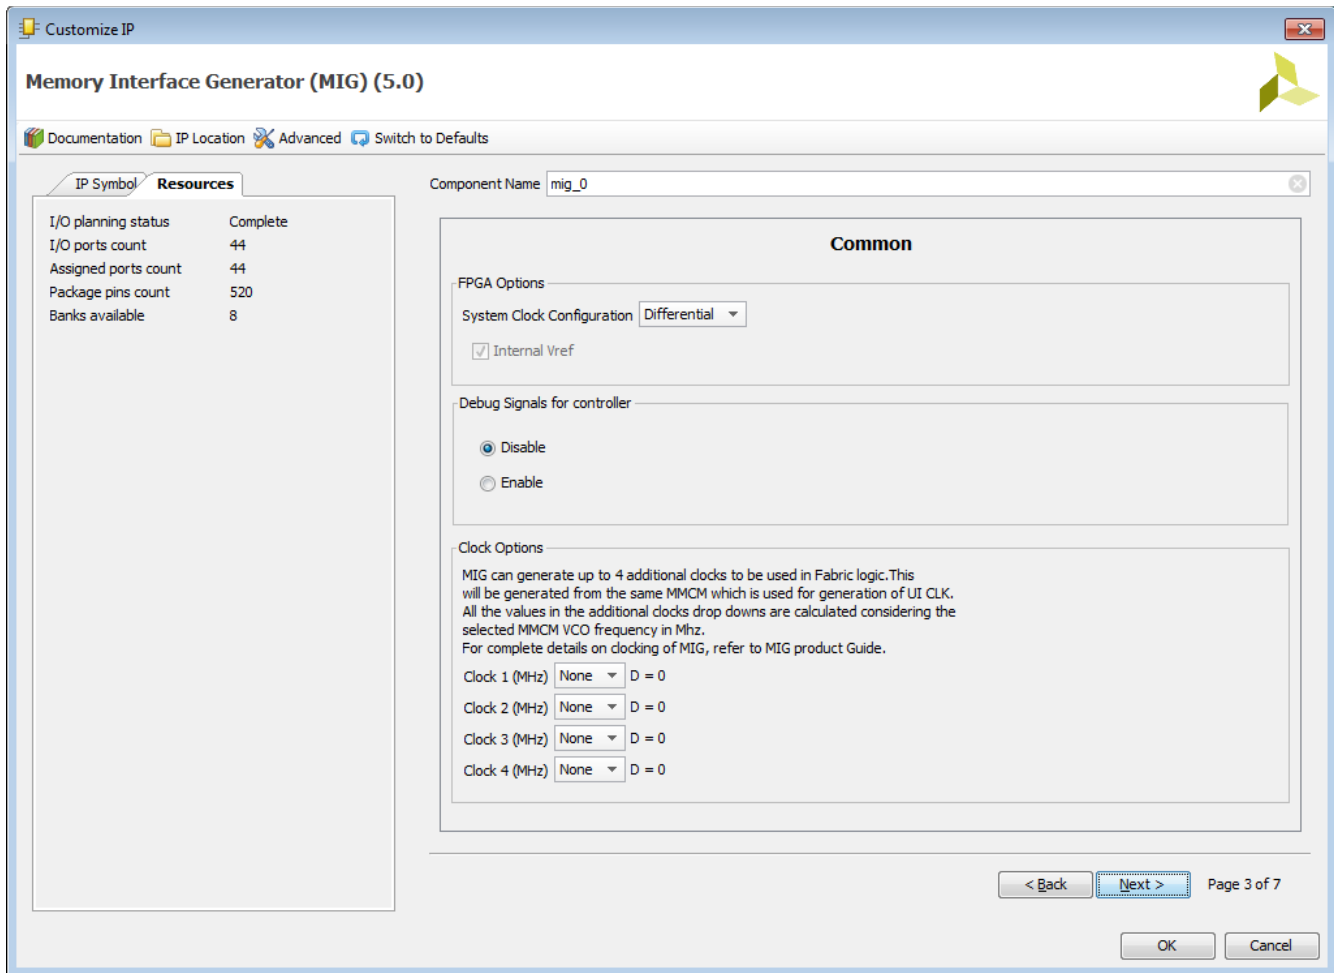 Customize IP
Memory Interface Generator (MIG) (5.0)
Documentation IP Location Advanced Switch to Defaults
IP Symbol Resources
I/O planning status Complete
I/O ports count 44
Assigned ports count 44
Package pins count 520
Banks available 8
Component Name mig_0
Common
FPGA Options
System Clock Configuration Differential
Internal Vref
Debug Signals for controller
Disable
Enable
Clock Options
MIG can generate up to 4 additional clocks to be used in Fabric logic.This
will be generated from the same MMCM which is used for generation of UI CLK.
All the values in the additional clocks drop downs are calculated considering the
selected MMCM VCO frequency in Mhz.
For complete details on clocking of MIG, refer to MIG product Guide.
Clock 1 (MHz) None D = 0
Clock 2 (MHz) None D = 0
Clock 3 (MHz) None D = 0
Clock 4 (MHz) None D = 0
< Back Next > Page 3 of 7
OK Cancel